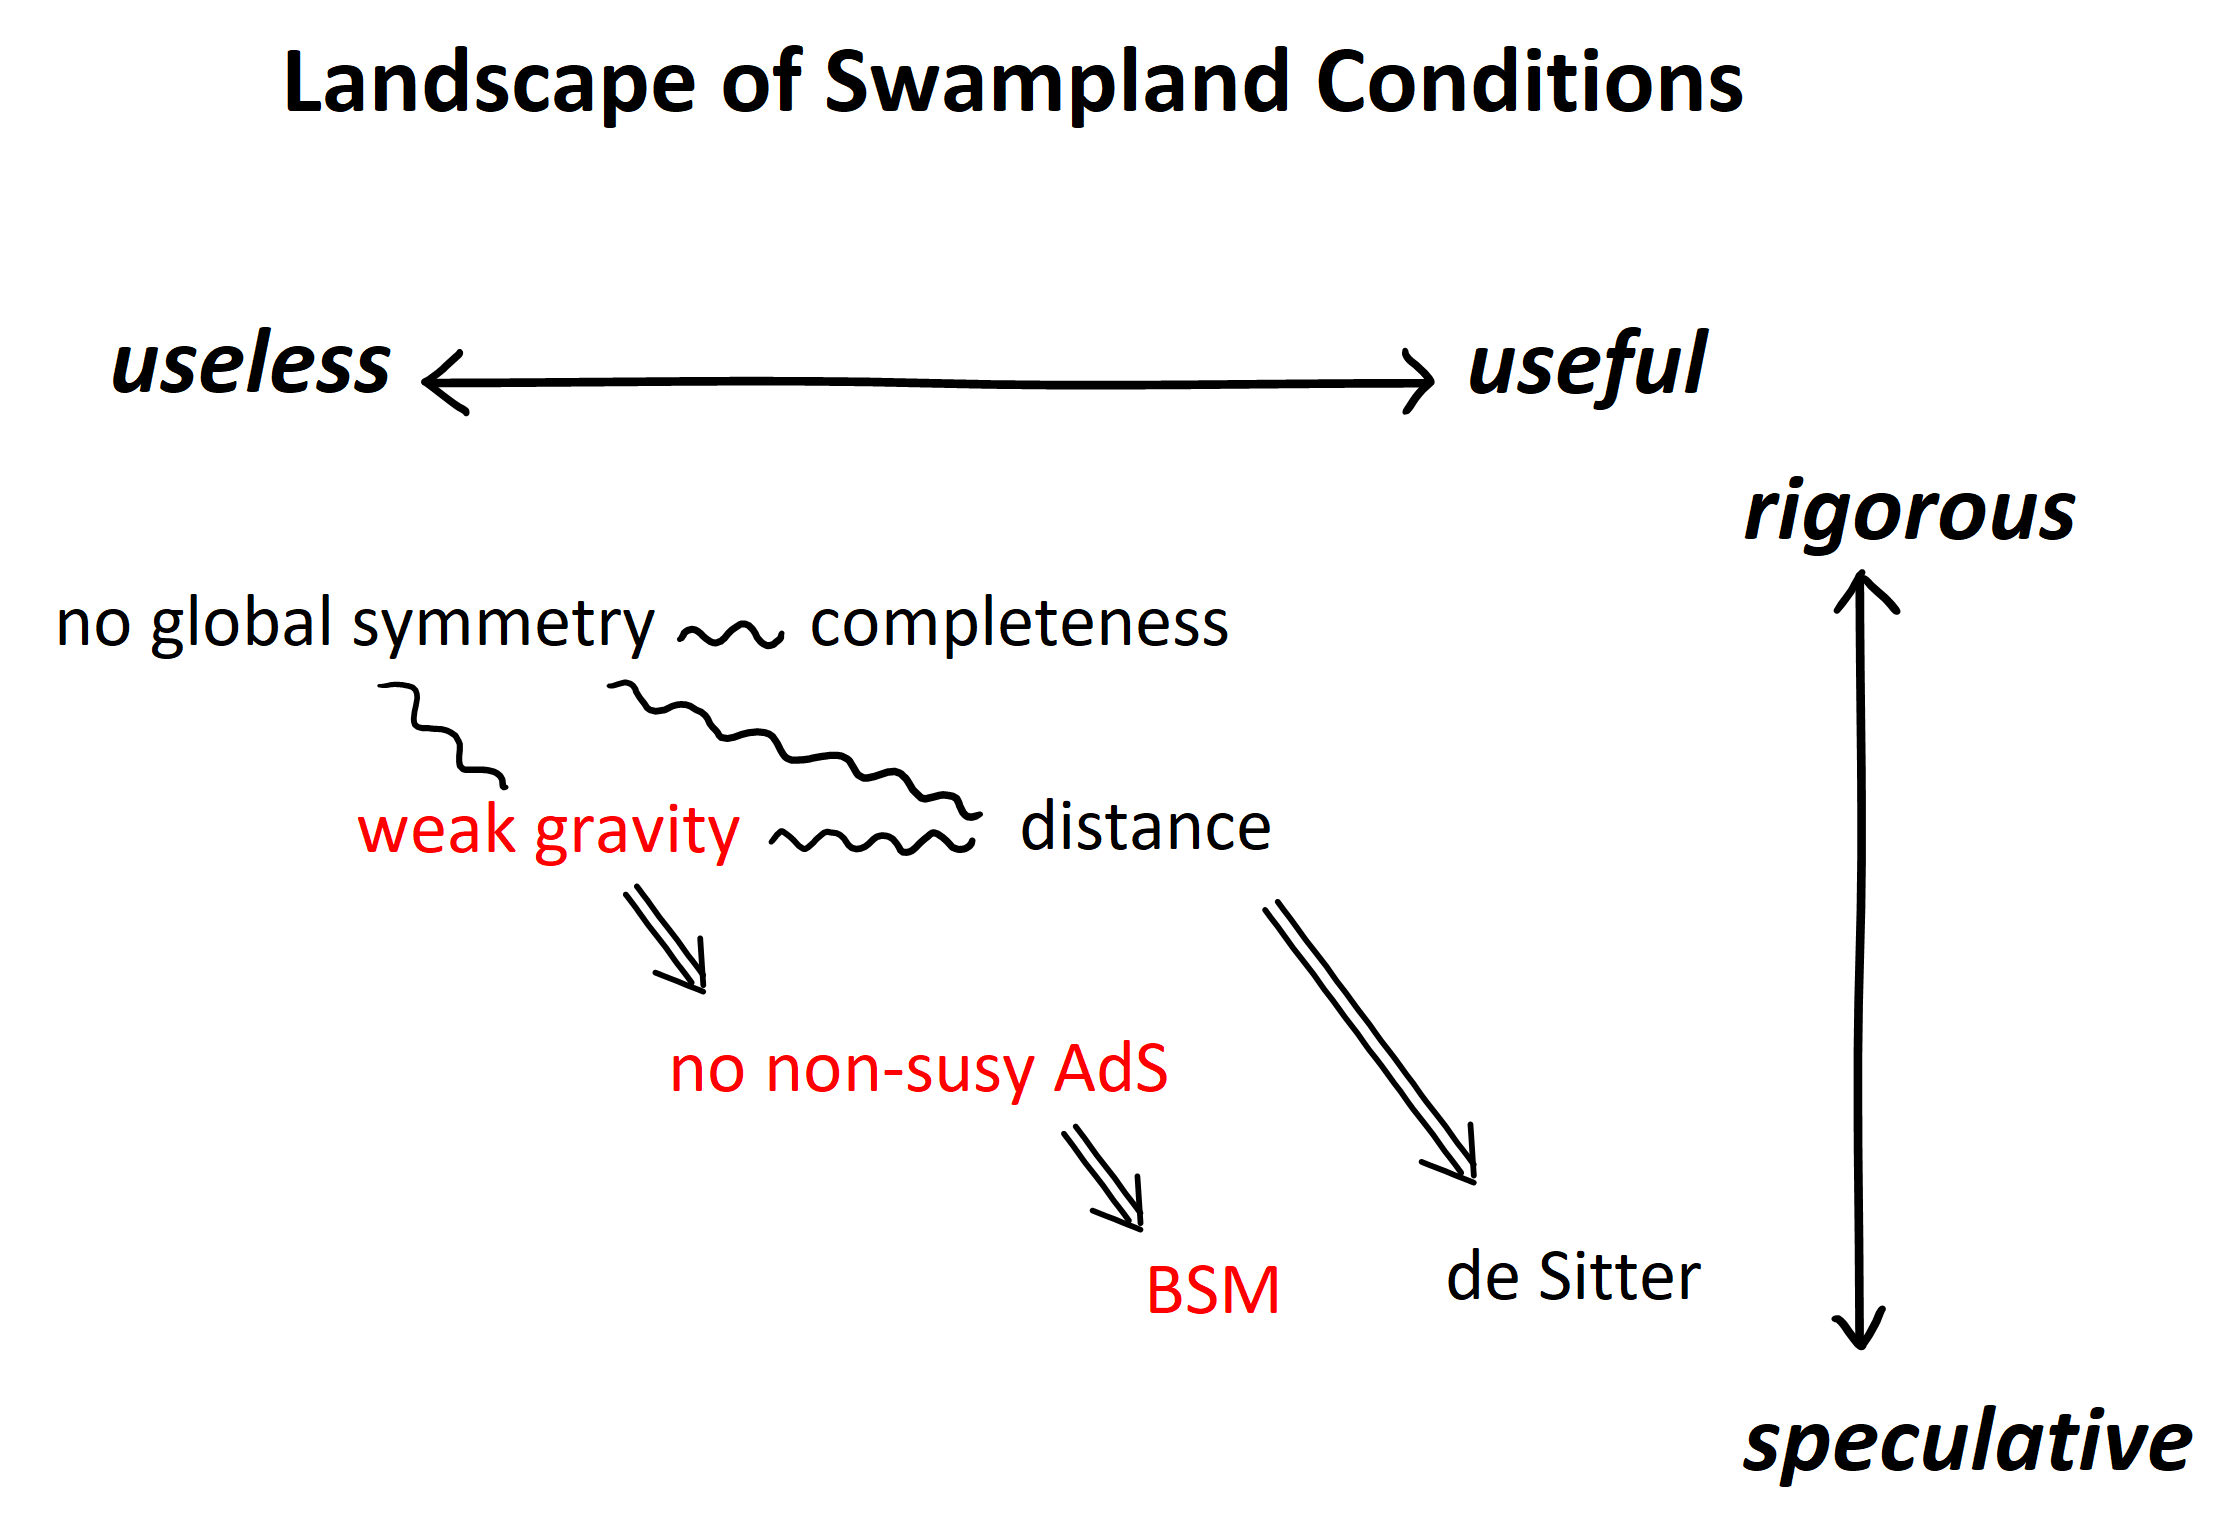 Landscape of Swampland Conditions
useless
useful
rigorous
no global symmetry
completeness
weak gravity
distance
no non-susy AdS
BSM
de Sitter
speculative